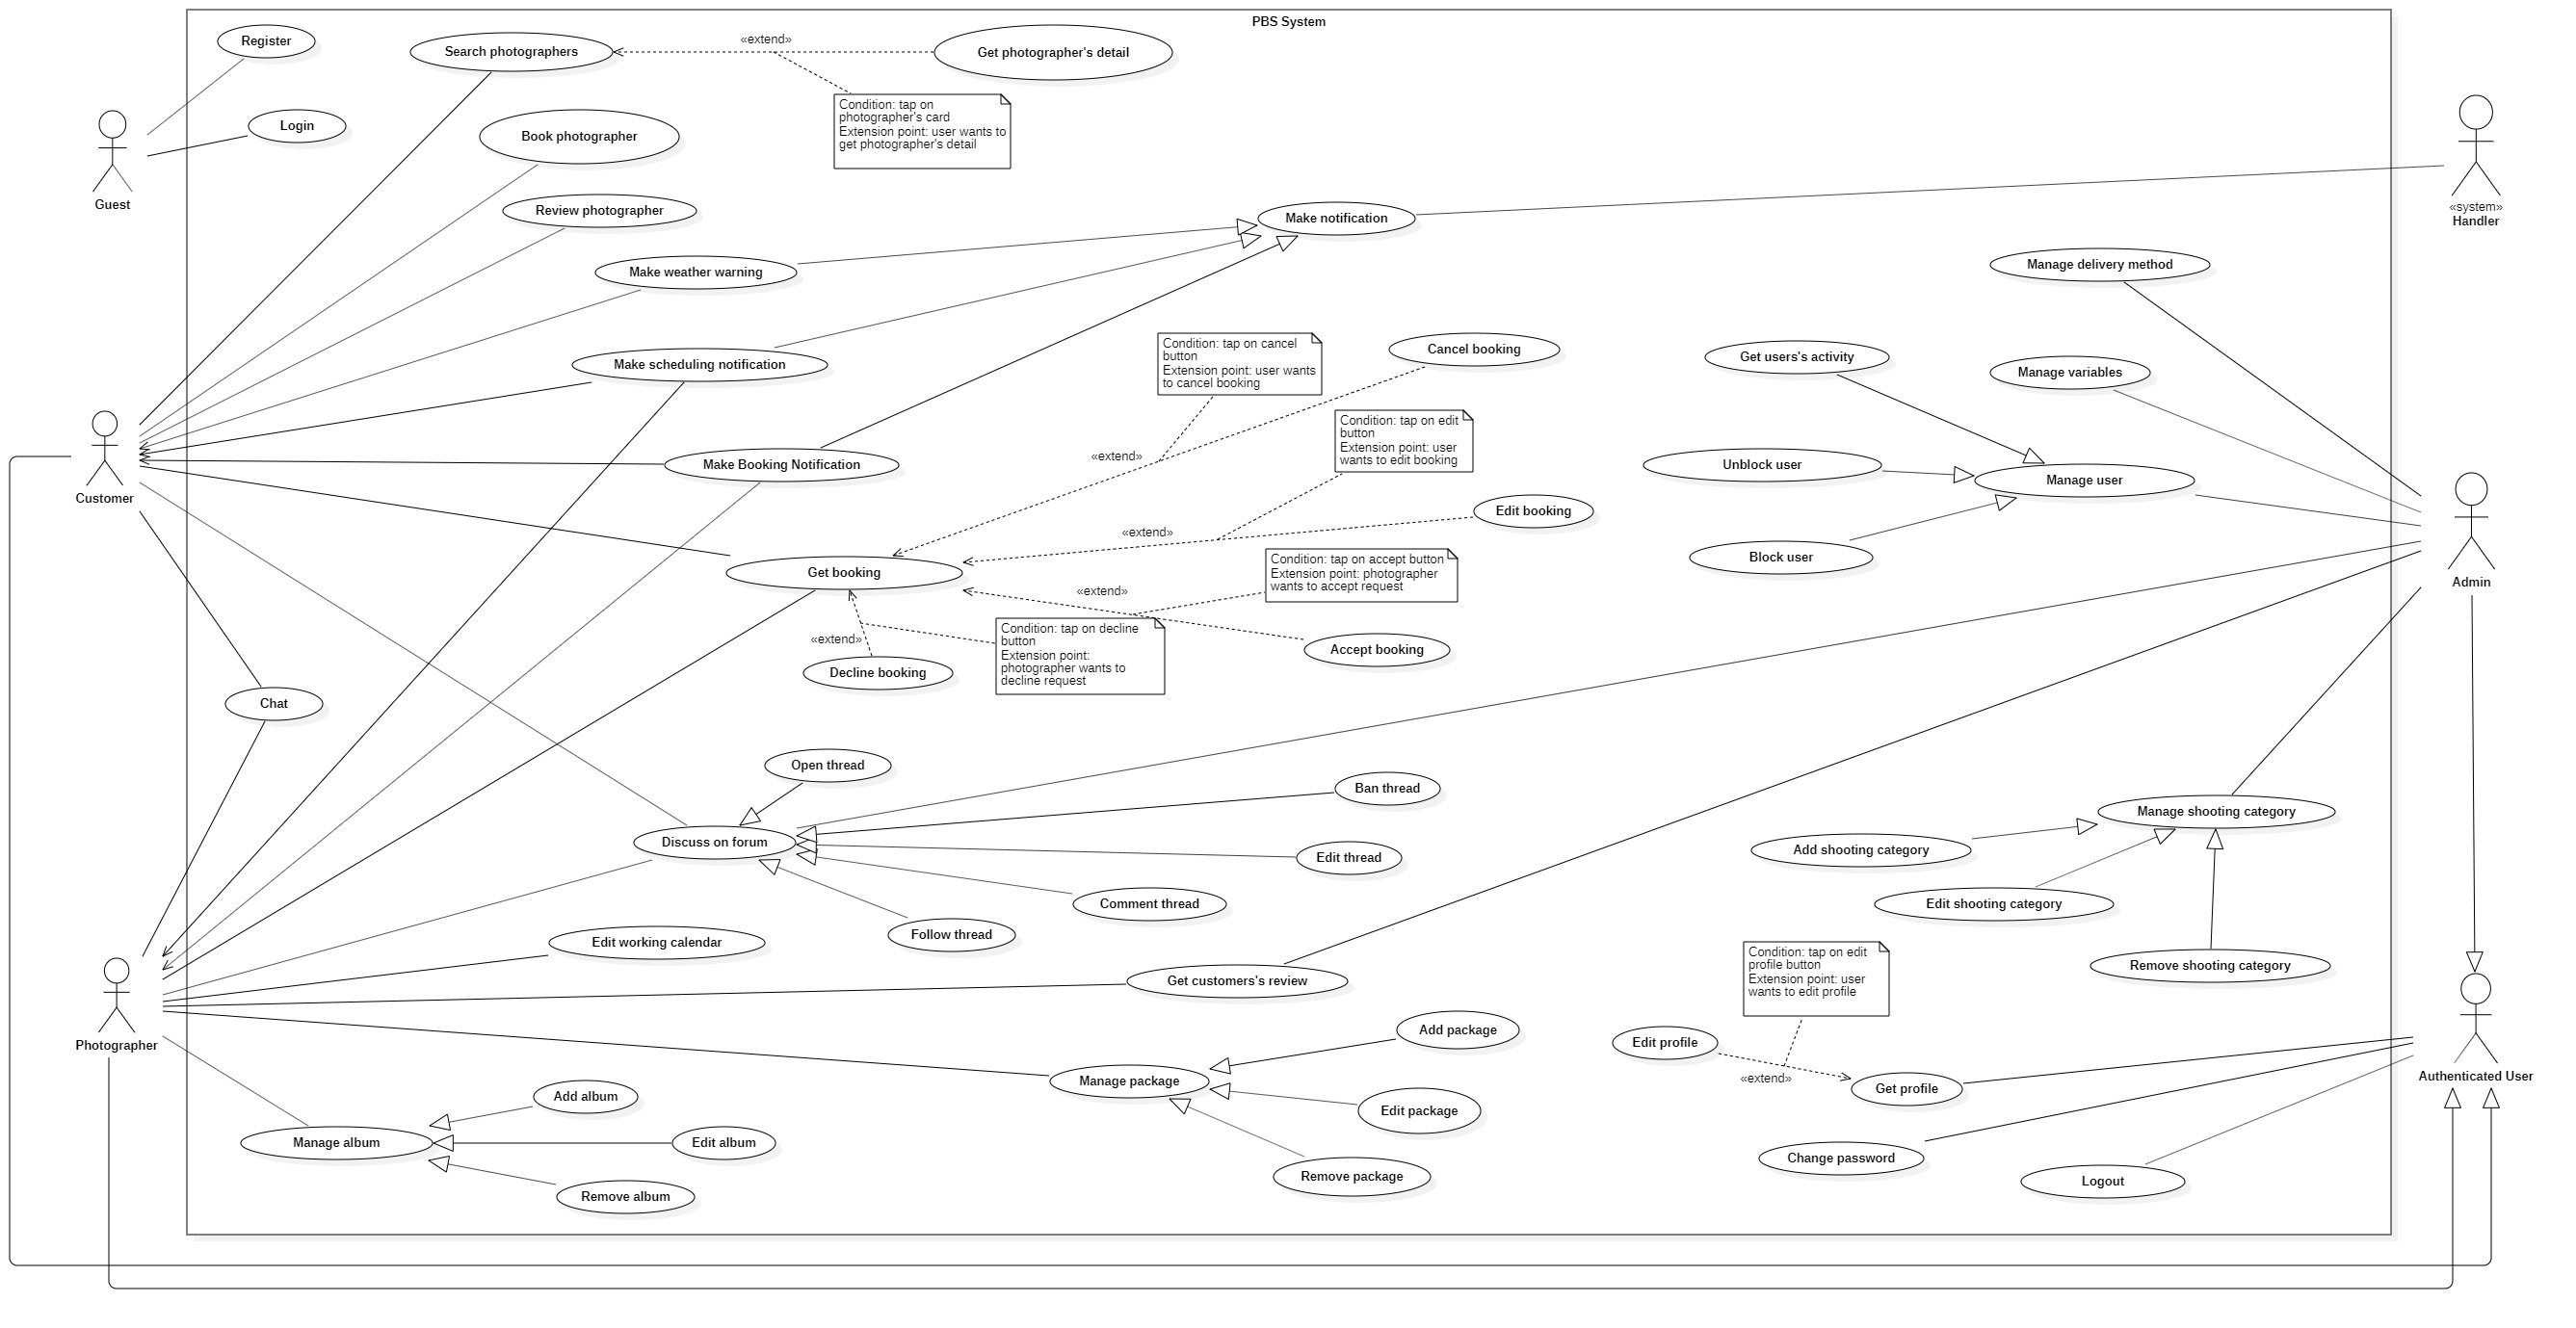 PBS System
Register
Search photographers
«extend»
Get photographer's detail
Condition: tap on
photographer's card
Extension point: user wants to
get photographer's detail
Login
Book photographer
Guest
Review photographer
Make notification
«system»
Handler
Make weather warning
Manage delivery method
Make scheduling notification
Condition: tap on cancel
button
Extension point: user wants
to cancel booking
Cancel booking
Get users's activity
Manage variables
Condition: tap on edit
button
Extension point: user
wants to edit booking
«extend»
Make Booking Notification
Customer
Unblock user
Manage user
Edit booking
«extend»
Block user
Admin
Get booking
Condition: tap on accept button
Extension point: photographer
wants to accept request
«extend»
Condition: tap on decline
button
Extension point:
photographer wants to
decline request
«extend»
Accept booking
Decline booking
Chat
Open thread
Ban thread
Manage shooting category
Discuss on forum
Edit thread
Add shooting category
Comment thread
Edit shooting category
Follow thread
Edit working calendar
Condition: tap on edit
profile button
Extension point: user
wants to edit profile
Remove shooting category
Get customers's review
Photographer
Add package
Edit profile
«extend»
Get profile
Authenticated User
Manage package
Add album
Edit package
Manage album
Edit album
Change password
Remove package
Logout
Remove album